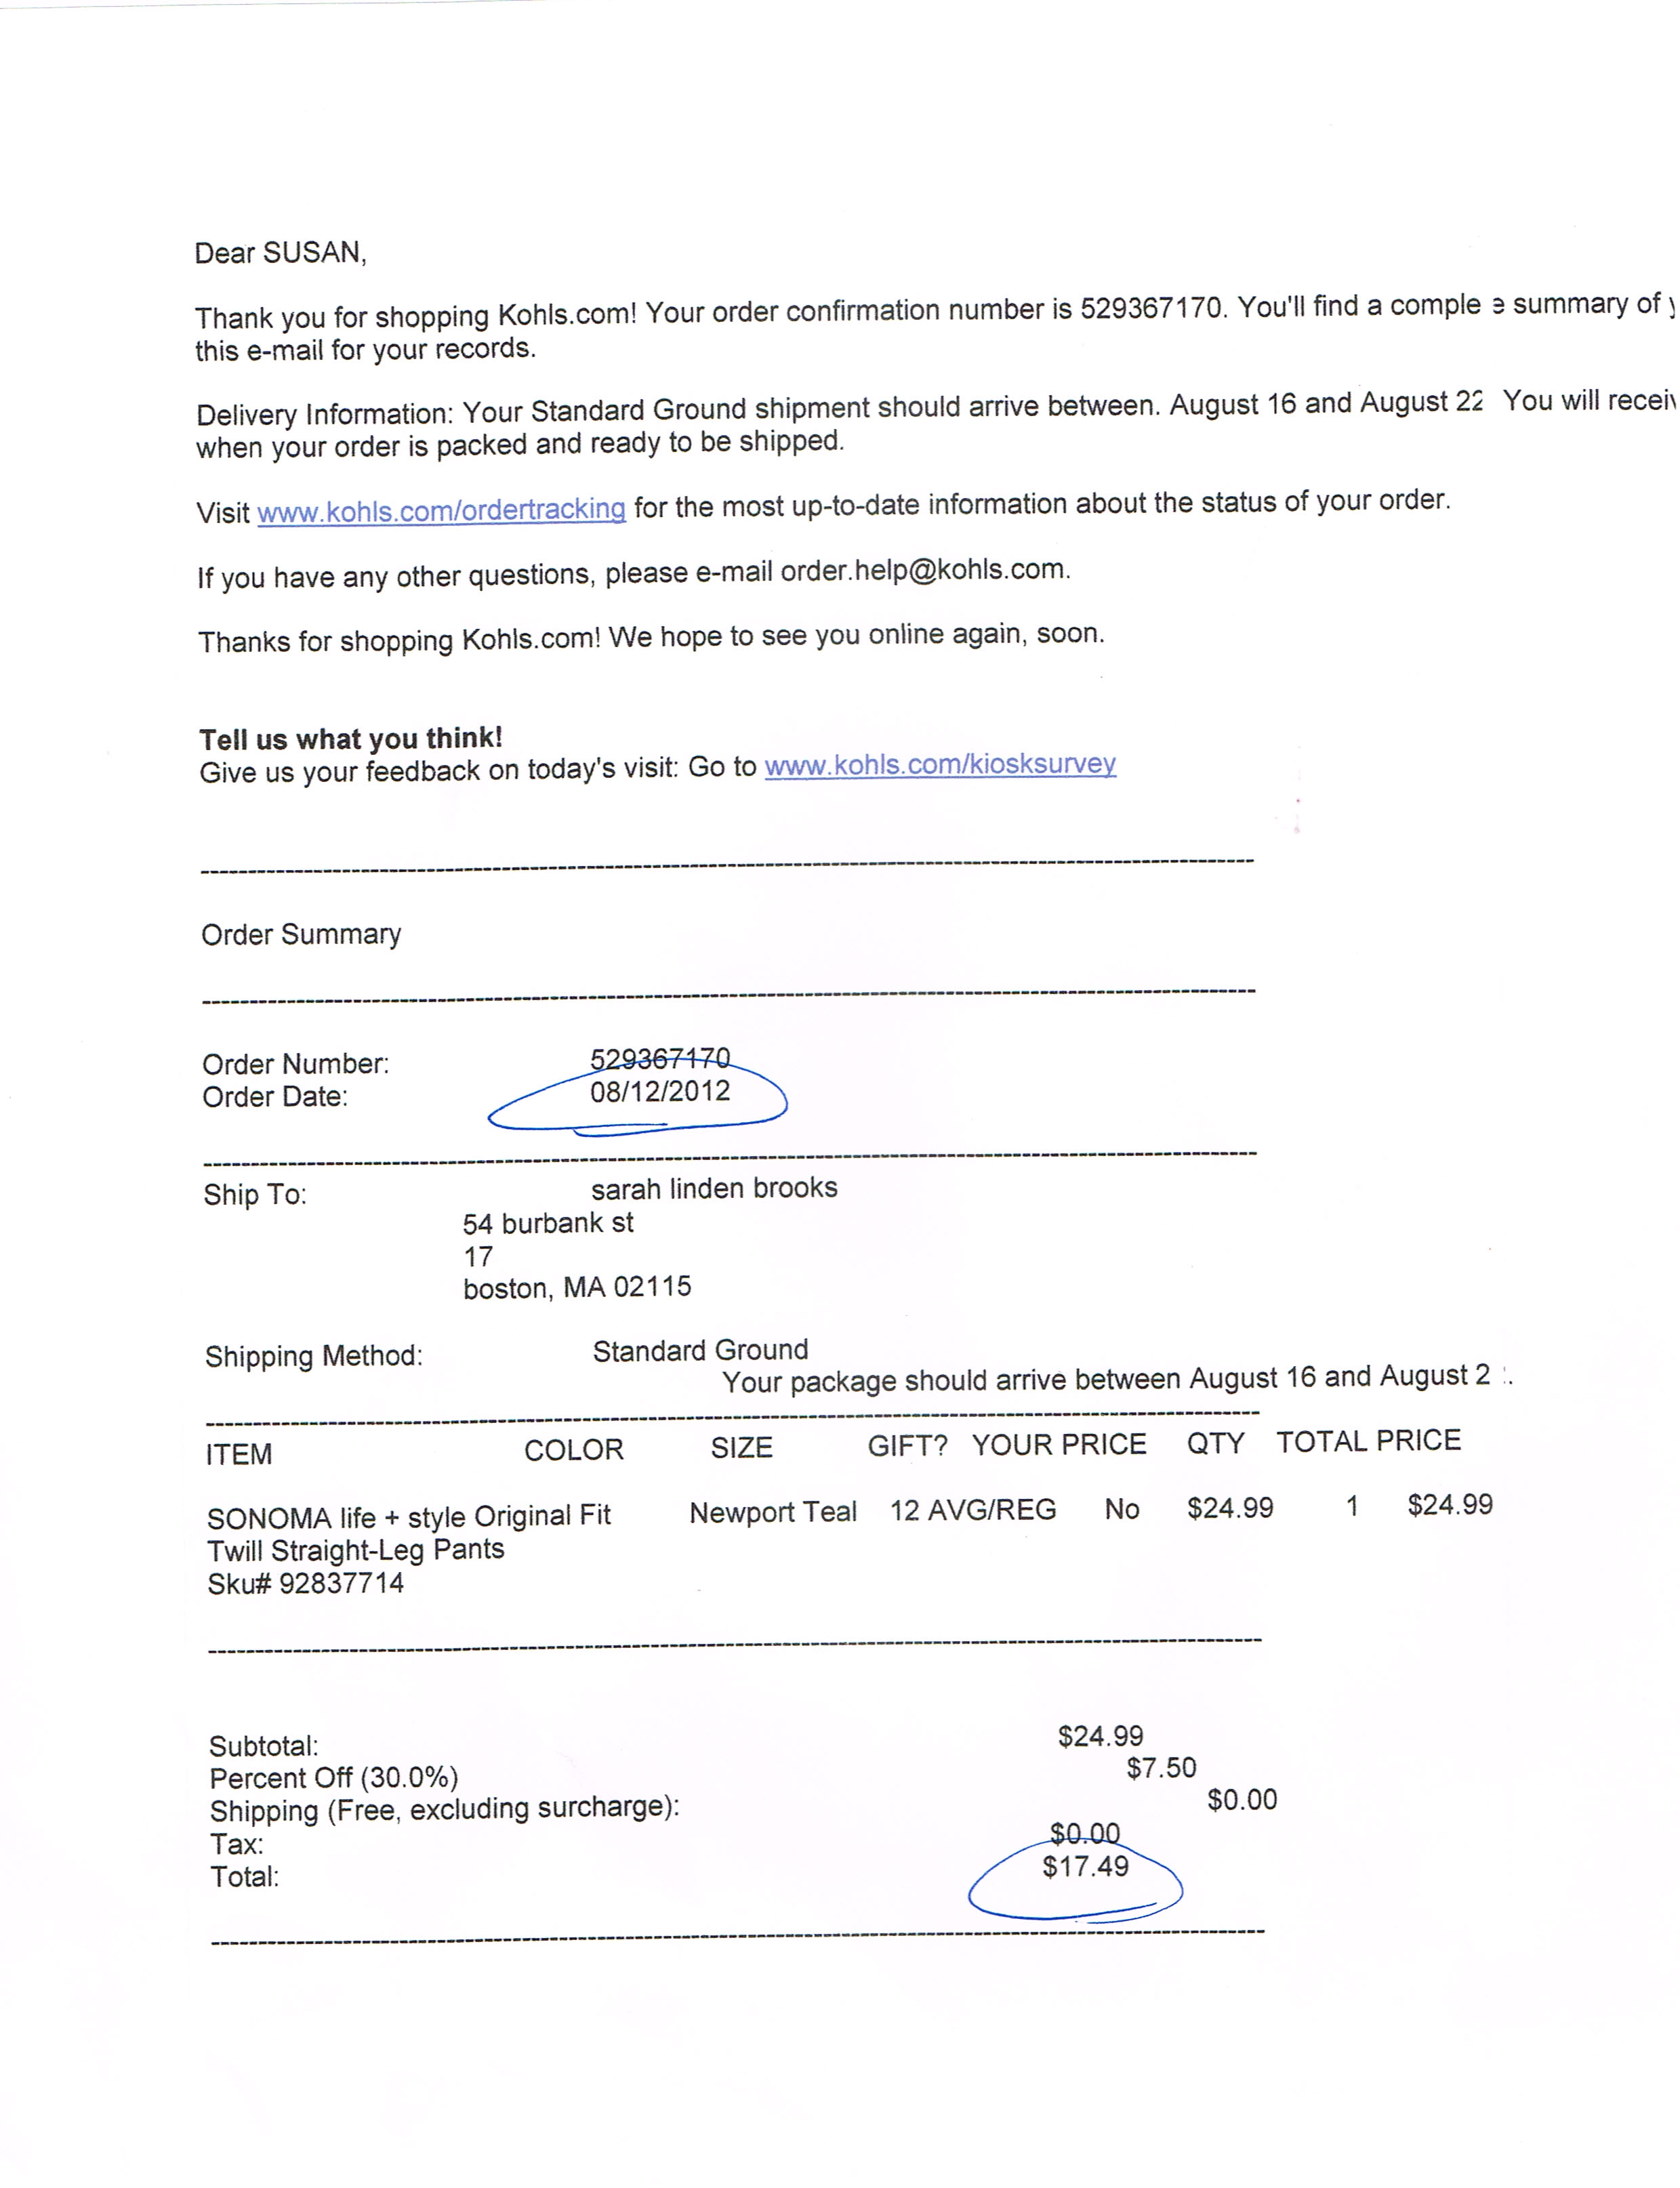 Dear SUSAN,
Thank you for shopping Kohls.com! Your order confirmation number is 529367170. You'll find a comple e summary of
this e-mail for your records.
Delivery Information: Your Standard Ground shipment should arrive between. August 16 and August 22 You will recei
when your order is packed and ready to be shipped.
Visit www.kohls.com/ordertracking for the most up-to-date information about the status of your order.
If you have any other questions, please e-mail order.help@kohls.com.
Thanks for shopping Kohls.com! We hope to see you online again, soon.
Tell us what you think!
Give us your feedback on today's visit: Go to www.kohls.com/kiosksurvey
Order Summary
Order Number: 529367170
Order Date: 08/12/2012
Ship To: sarah linden brooks
54 burbank st
17
boston, MA 02115
Shipping Method: Standard Ground
Your package should arrive between August 16 and August 2 .
ITEM COLOR SIZE GIFT? YOUR PRICE QTY TOTAL PRICE
SONOMA life + style Original Fit Newport Teal 12 AVG/REG No $24.99 1 $24.99
Twill Straight-Leg Pants
Sku# 92837714
Subtotal: $24.99
Percent Off (30.0%) $7.50
Shipping (Free, excluding surcharge): $0.00
Tax: $0.00
Total: $17.49